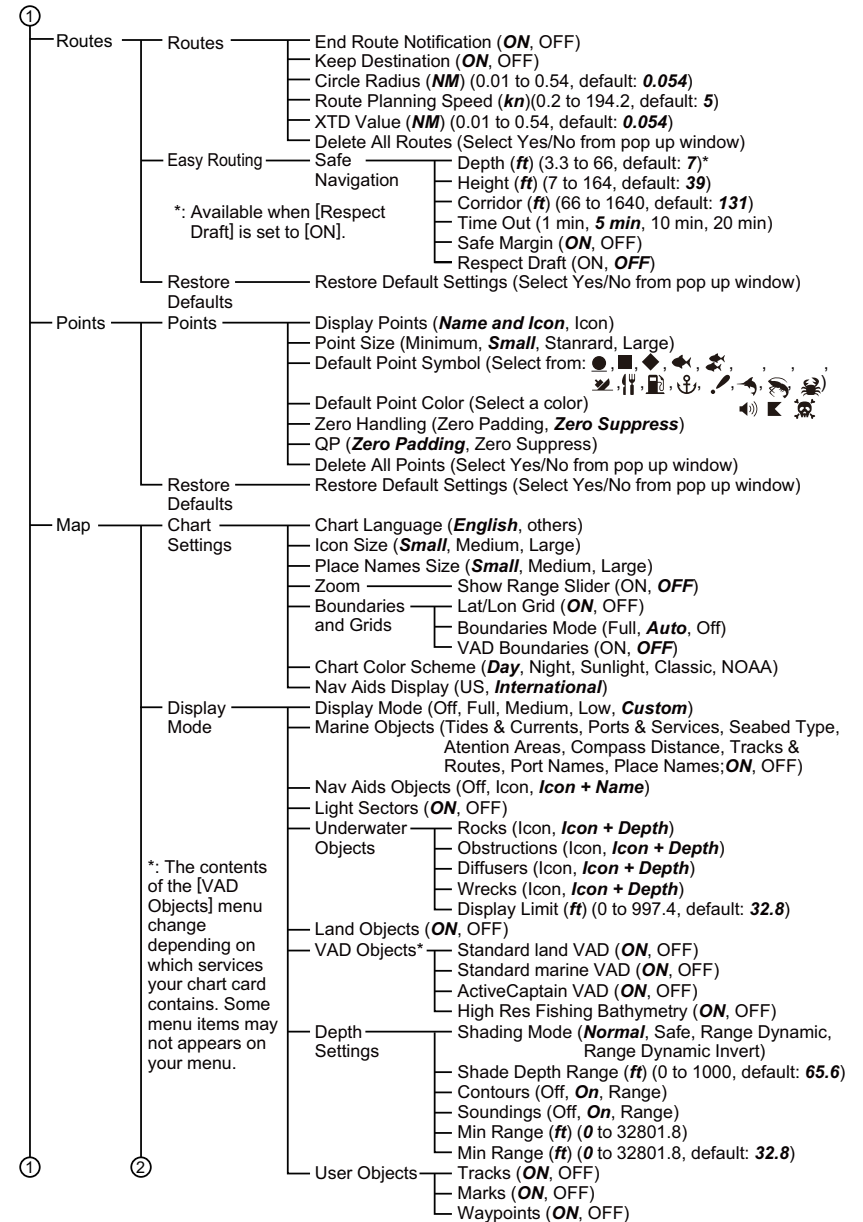 ①
Routes Routes End Route Notification (ON, OFF)
Keep Destination (ON, OFF)
Circle Radius (NM) (0.01 to 0.54, default: 0.054)
Route Planning Speed (kn)(0.2 to 194.2, default: 5)
XTD Value (NM) (0.01 to 0.54, default: 0.054)
Delete All Routes (Select Yes/No from pop up window)
Easy Routing Safe Navigation Depth (ft) (3.3 to 66, default: 7)*
Height (ft) (7 to 164, default: 39)
Corridor (ft) (66 to 1640, default: 131)
Time Out (1 min, 5 min, 10 min, 20 min)
Safe Margin (ON, OFF)
Respect Draft (ON, OFF)
*: Available when [Respect
Draft] is set to [ON].
Restore Defaults Restore Default Settings (Select Yes/No from pop up window)
Points Points Display Points (Name and Icon, Icon)
Point Size (Minimum, Small, Stanrard, Large)
Default Point Symbol (Select from: , , , , , , , ,
, , , , , , , )
Default Point Color (Select a color)
Zero Handling (Zero Padding, Zero Suppress)
QP (Zero Padding, Zero Suppress)
Delete All Points (Select Yes/No from pop up window)
Restore Defaults Restore Default Settings (Select Yes/No from pop up window)
Map Chart Settings Chart Language (English, others)
Icon Size (Small, Medium, Large)
Place Names Size (Small, Medium, Large)
Zoom Show Range Slider (ON, OFF)
Boundaries and Grids Lat/Lon Grid (ON, OFF)
Boundaries Mode (Full, Auto, Off)
VAD Boundaries (ON, OFF)
Chart Color Scheme (Day, Night, Sunlight, Classic, NOAA)
Nav Aids Display (US, International)
Display Mode Display Mode (Off, Full, Medium, Low, Custom)
Marine Objects (Tides & Currents, Ports & Services, Seabed Type,
Atention Areas, Compass Distance, Tracks &
Routes, Port Names, Place Names;ON, OFF)
Nav Aids Objects (Off, Icon, Icon + Name)
Light Sectors (ON, OFF)
Underwater Objects Rocks (Icon, Icon + Depth)
Obstructions (Icon, Icon + Depth)
Diffusers (Icon, Icon + Depth)
Wrecks (Icon, Icon + Depth)
Display Limit (ft) (0 to 997.4, default: 32.8)
Land Objects (ON, OFF)
VAD Objects* Standard land VAD (ON, OFF)
Standard marine VAD (ON, OFF)
ActiveCaptain VAD (ON, OFF)
High Res Fishing Bathymetry (ON, OFF)
*: The contents
of the [VAD
Objects] menu
change
depending on
which services
your chart card
contains. Some
menu items may
not appears on
your menu.
Depth Settings Shading Mode (Normal, Safe, Range Dynamic,
Range Dynamic Invert)
Shade Depth Range (ft) (0 to 1000, default: 65.6)
Contours (Off, On, Range)
Soundings (Off, On, Range)
Min Range (ft) (0 to 32801.8)
Min Range (ft) (0 to 32801.8, default: 32.8)
User Objects Tracks (ON, OFF)
Marks (ON, OFF)
Waypoints (ON, OFF)
① ②